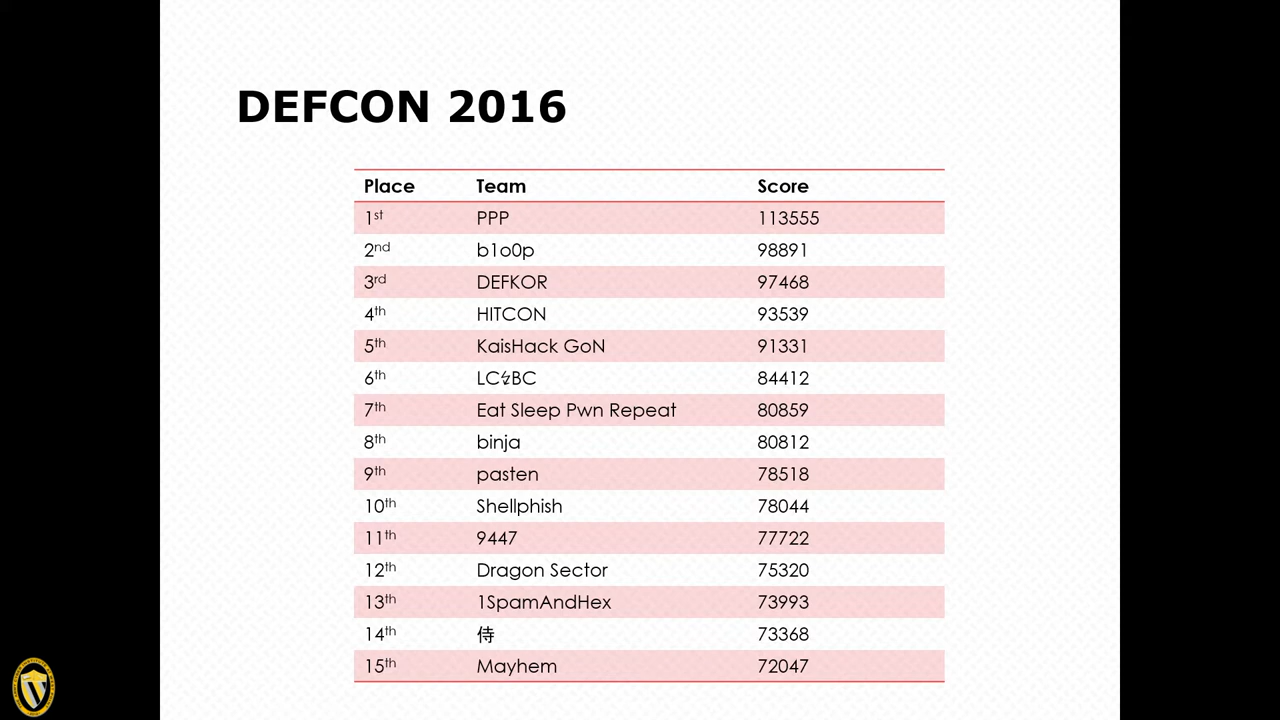 DEFCON 2016
Place Team Score
1st PPP 113555
2nd b1o0p 98891
3rd DEFKOR 97468
4th HITCON 93539
5th KaisHack GoN 91331
6th LC↯BC 84412
7th Eat Sleep Pwn Repeat 80859
8th binja 80812
9th pasten 78518
10th Shellphish 78044
11th 9447 77722
12th Dragon Sector 75320
13th 1SpamAndHex 73993
14th 侍 73368
15th Mayhem 72047